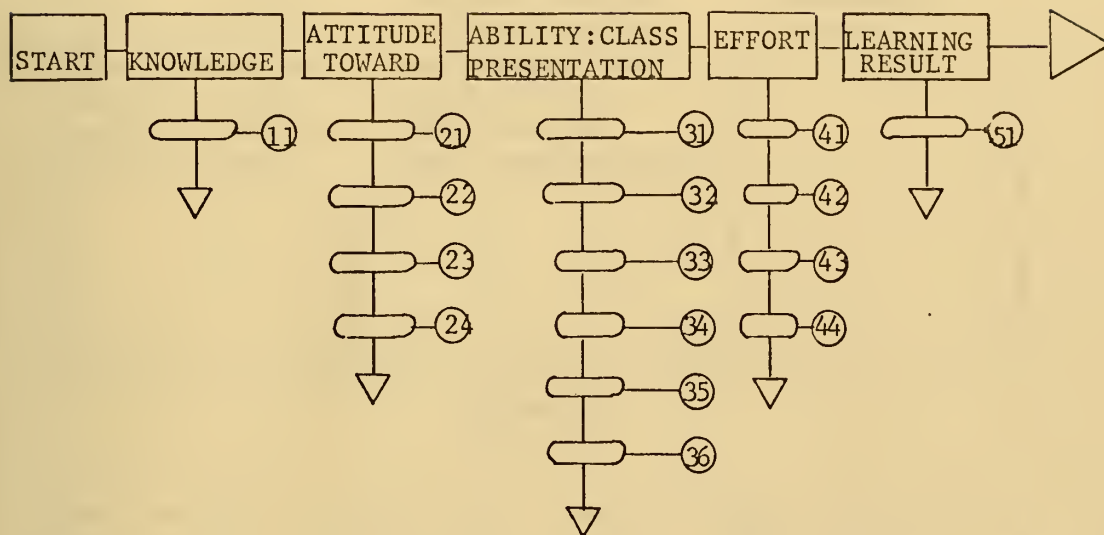 START
KNOWLEDGE
ATTITUDE
TOWARD
ABILITY:CLASS
PRESENTATION
EFFORT
LEARNING
RESULT
11
21
31
41
51
22
32
42
23
33
43
24
34
44
35
36